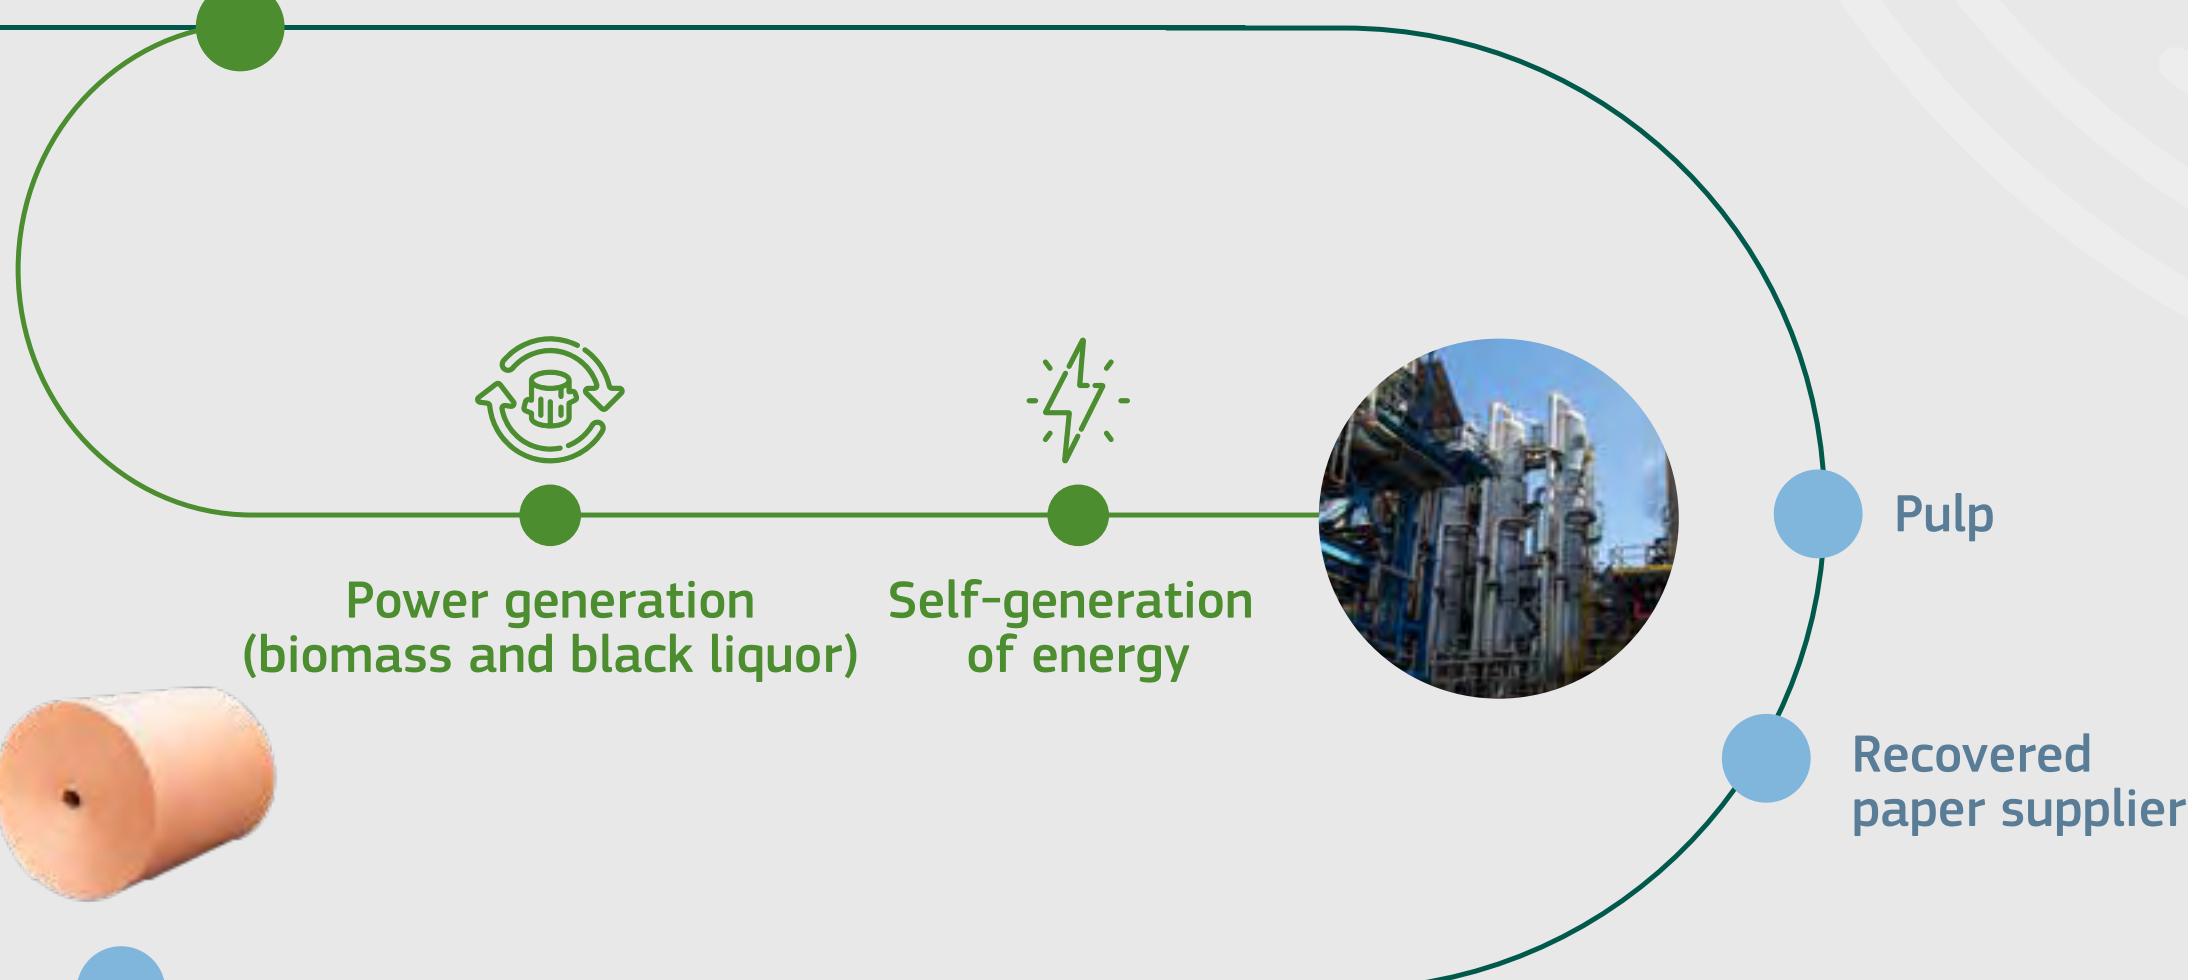 Pulp
Power generation
(biomass and black liquor)
Self-generation
of energy
Recovered
paper supplier